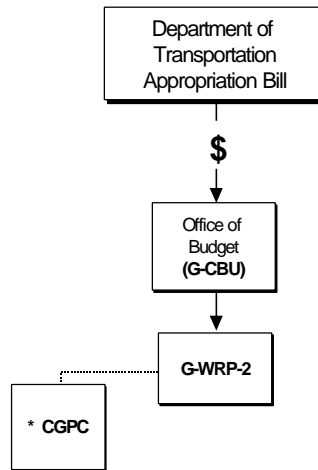 Department of
Transportation
Appropriation Bill
$
Office of
Budget
(G-CBU)
G-WRP-2
* CGPC